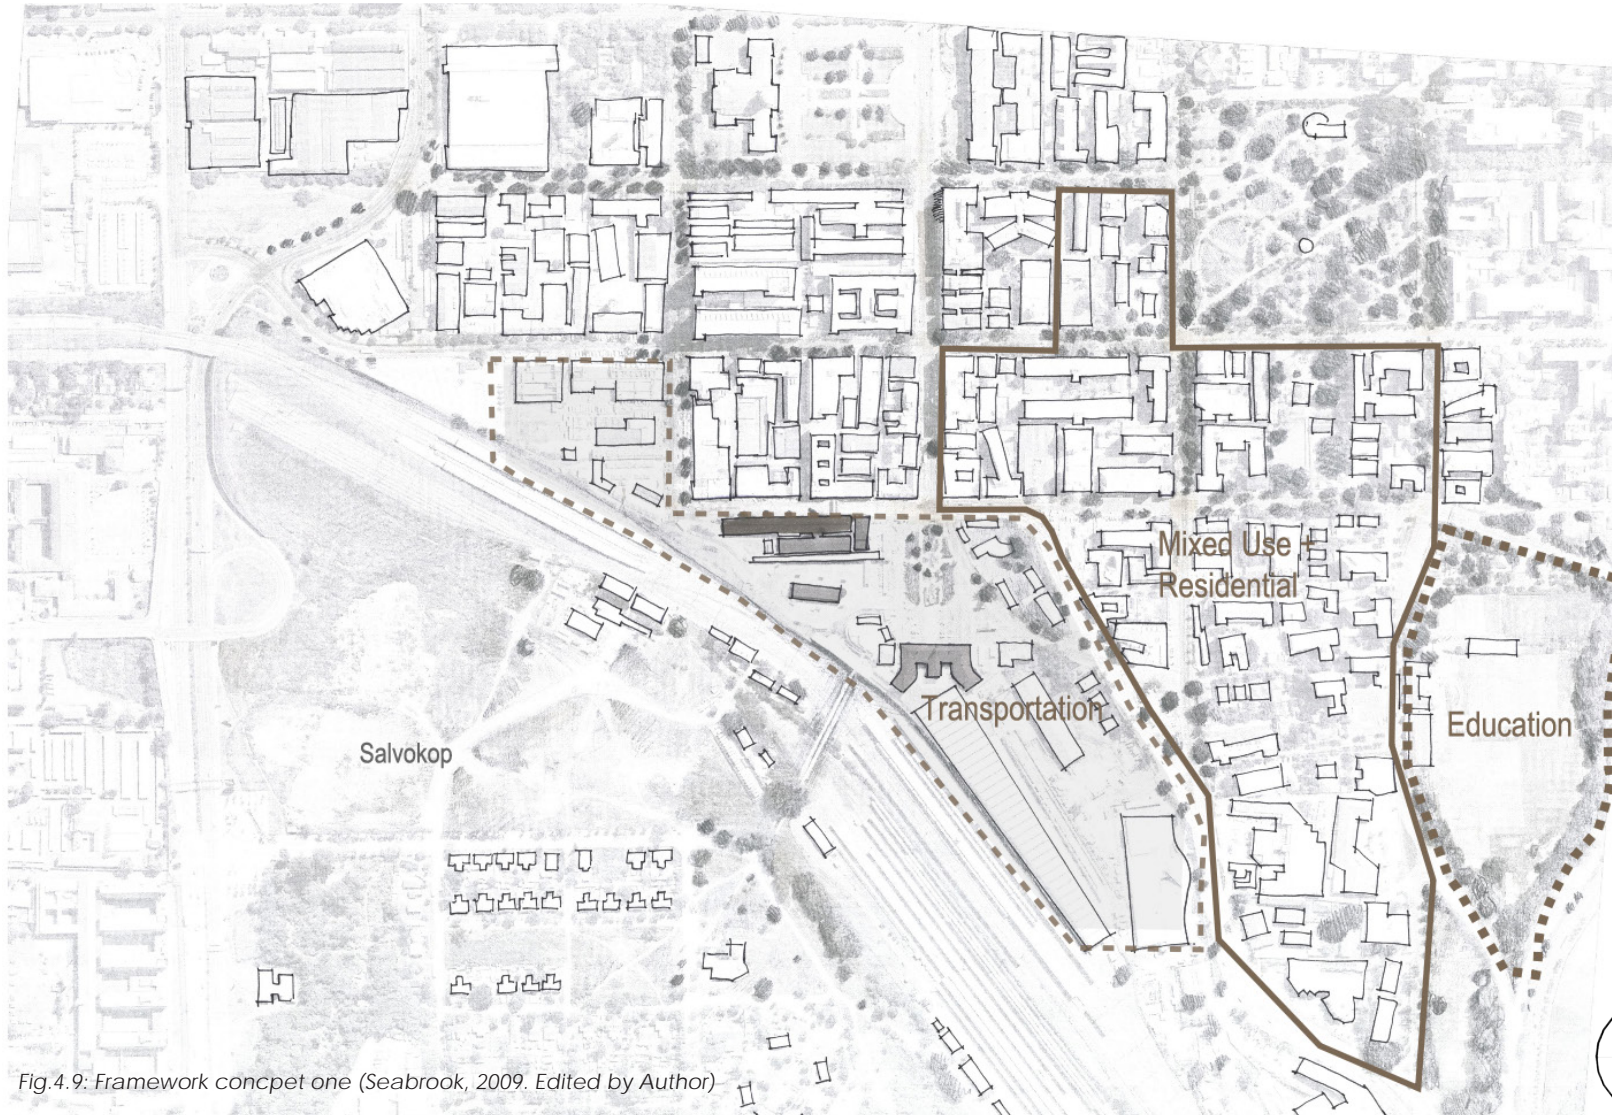 Mixed Use +
Residential
Transportation
Education
Salvokop
Fig.4.9: Framework concpet one (Seabrook, 2009. Edited by Author)